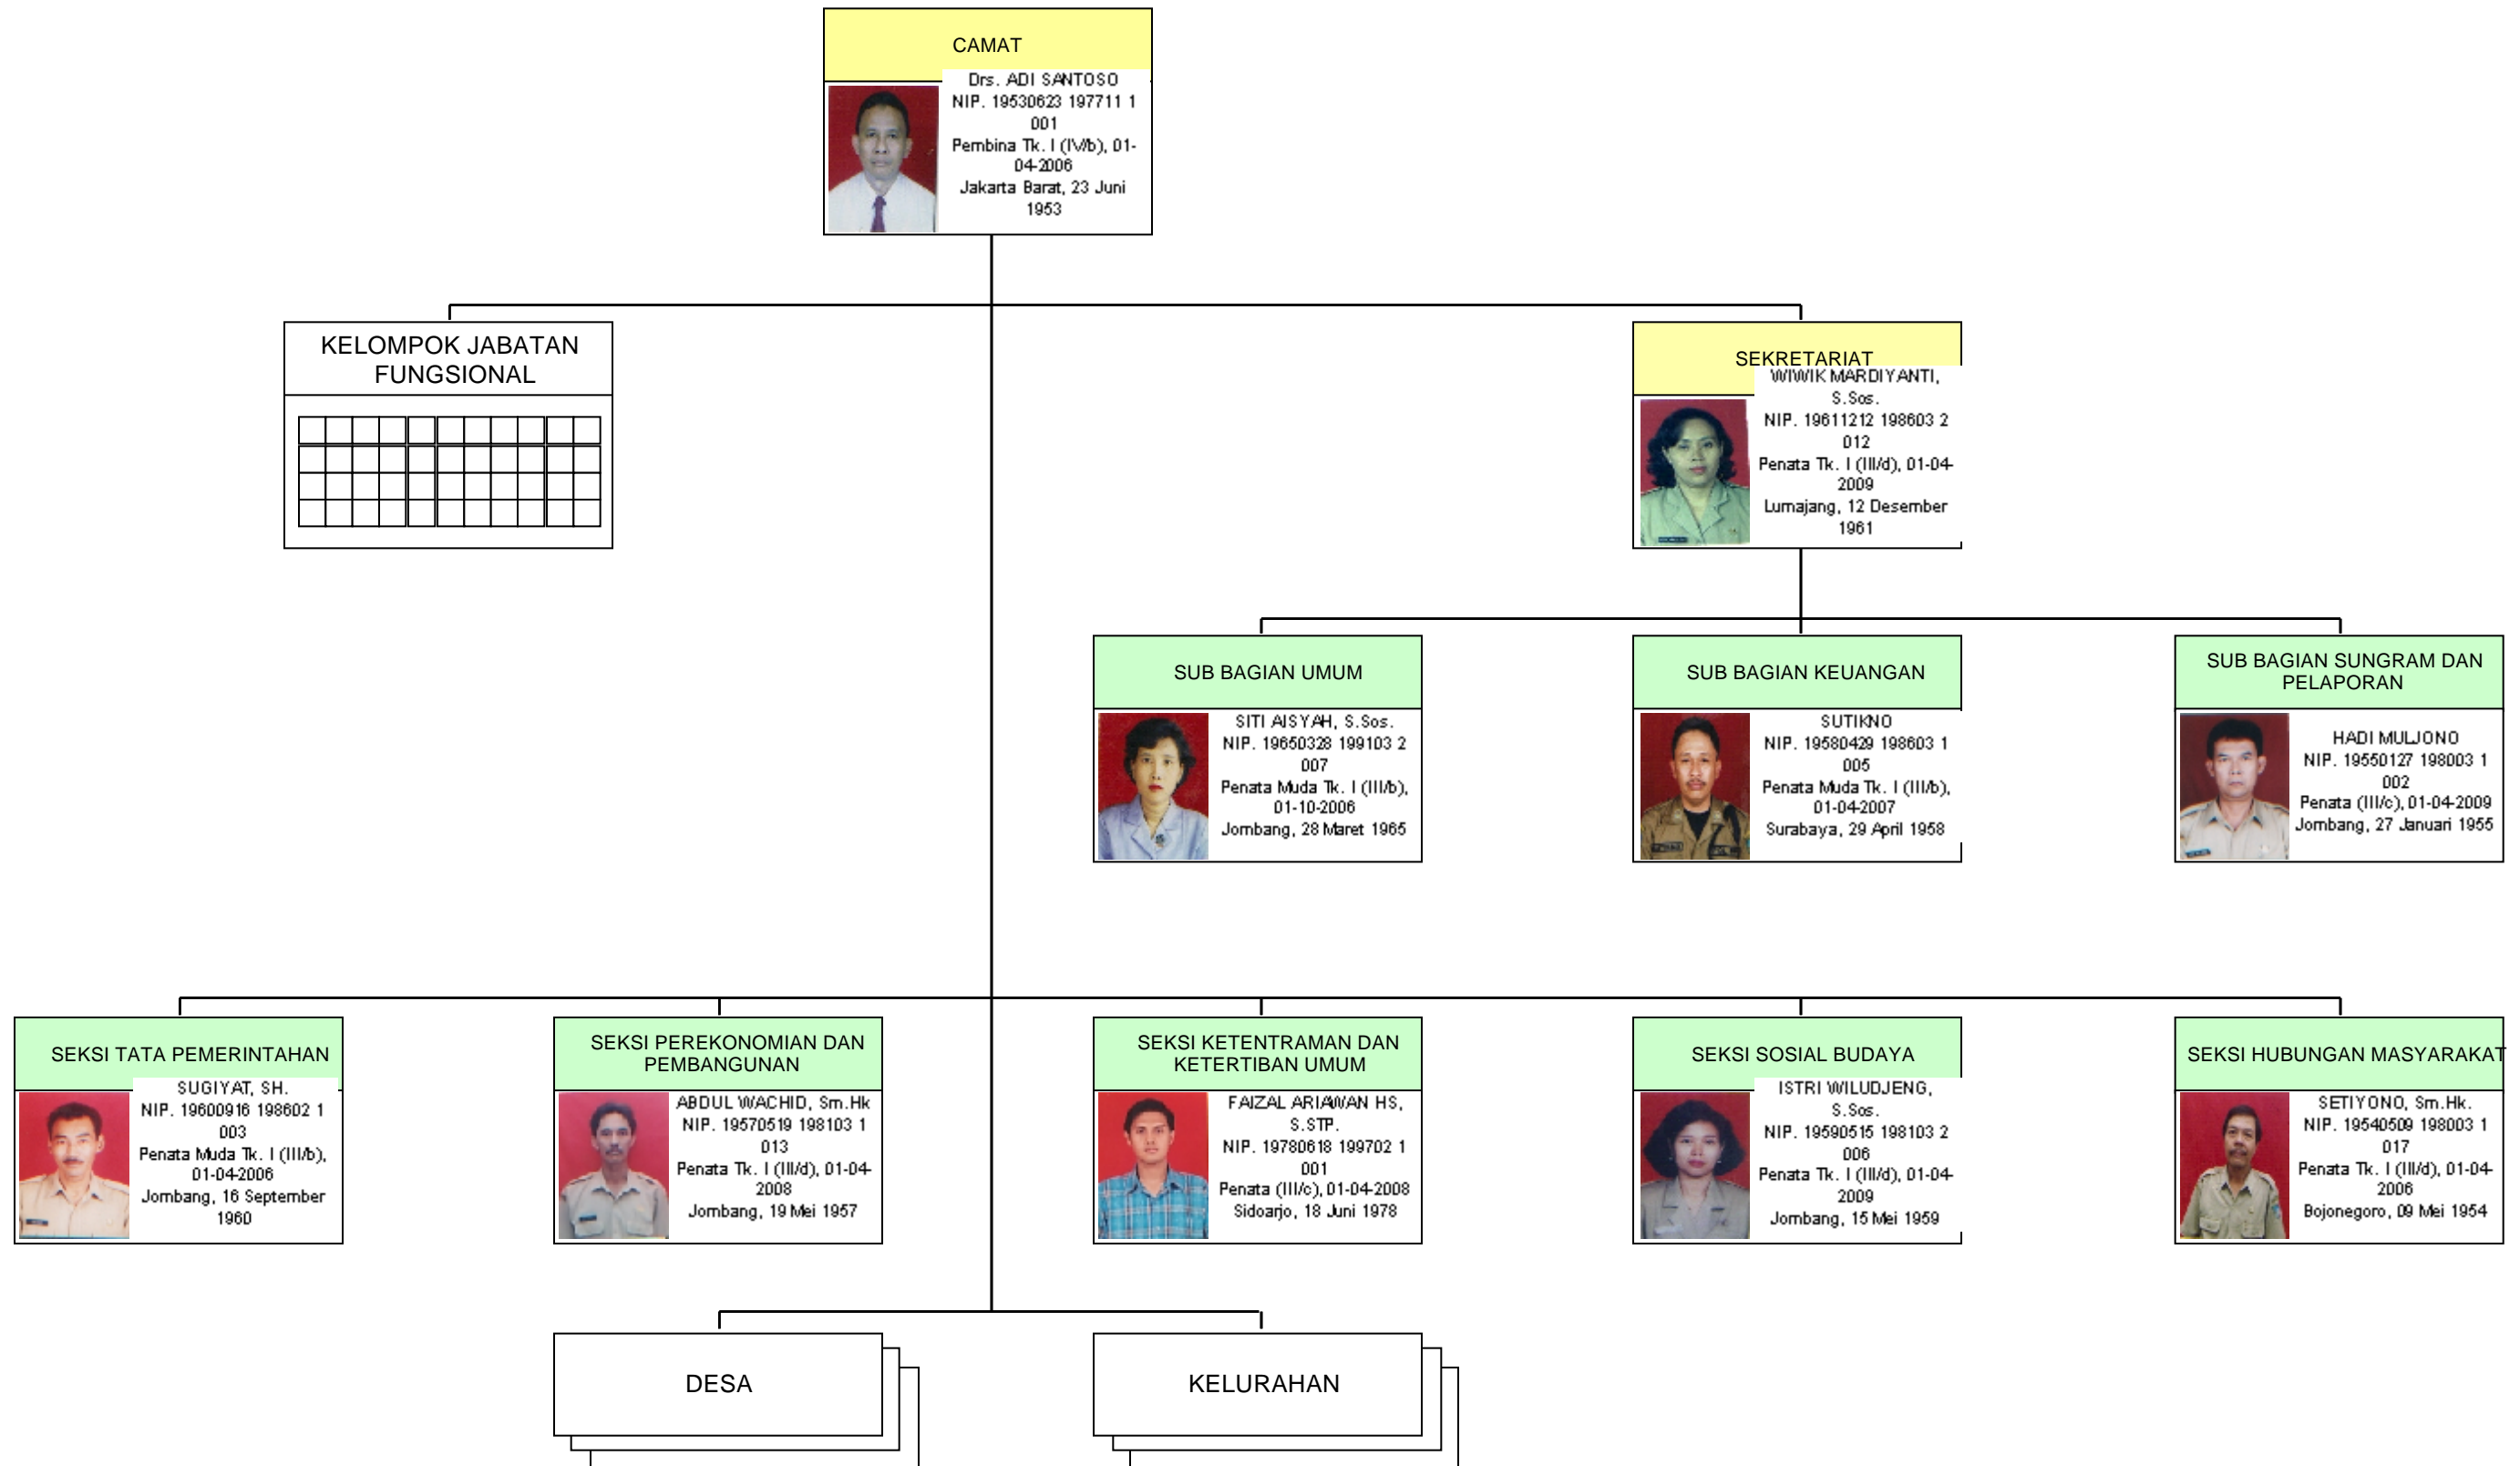 CAMAT
Drs. ADI SANTOSO
NIP. 19530623 197711 1
001
Pembina Tk. I (IV/b), 01-
04-2006
Jakarta Barat, 23 Juni
1953
KELOMPOK JABATAN
FUNGSIONAL
SEKRETARIAT
WIWIK MARDIYANTI,
S.Sos.
NIP. 19611212 198603 2
012
Penata Tk. I (III/d), 01-04-
2009
Lumajang, 12 Desember
1961
SUB BAGIAN UMUM
SITI AISYAH, S.Sos.
NIP. 19650328 199103 2
007
Penata Muda Tk. I (III/b),
01-10-2006
Jombang, 28 Maret 1965
SUB BAGIAN KEUANGAN
SUTIKNO
NIP. 19580429 198603 1
005
Penata Muda Tk. I (III/b),
01-04-2007
Surabaya, 29 April 1958
SUB BAGIAN SUNGRAM DAN
PELAPORAN
HADI MULJONO
NIP. 19550127 198003 1
002
Penata (III/c), 01-04-2009
Jombang, 27 Januari 1955
SEKSI TATA PEMERINTAHAN
SUGIYAT, SH.
NIP. 19600916 198602 1
003
Penata Muda Tk. I (III/b),
01-04-2006
Jombang, 16 September
1960
SEKSI PEREKONOMIAN DAN
PEMBANGUNAN
ABDUL WACHID, Sm.Hk
NIP. 19570519 198103 1
013
Penata Tk. I (III/d), 01-04-
2008
Jombang, 19 Mei 1957
SEKSI KETENTRAMAN DAN
KETERTIBAN UMUM
FAIZAL ARIAWAN HS,
S.STP.
NIP. 19780618 199702 1
001
Penata (III/c), 01-04-2008
Sidoarjo, 18 Juni 1978
SEKSI SOSIAL BUDAYA
ISTRI WILUDJENG,
S.Sos.
NIP. 19590515 198103 2
006
Penata Tk. I (III/d), 01-04-
2009
Jombang, 15 Mei 1959
SEKSI HUBUNGAN MASYARAKAT
SETIYONO, Sm.Hk.
NIP. 19540509 198003 1
017
Penata Tk. I (III/d), 01-04-
2006
Bojonegoro, 09 Mei 1954
DESA
KELURAHAN